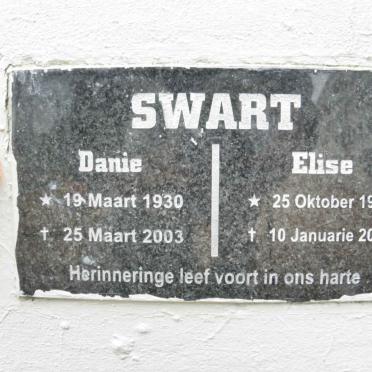 SWART
Danie
★ 19 Maart 1930
✝ 25 Maart 2003
Elise
★ 25 Oktober 19
✝ 10 Januarie 20
Herinneringe leef voort in ons harte